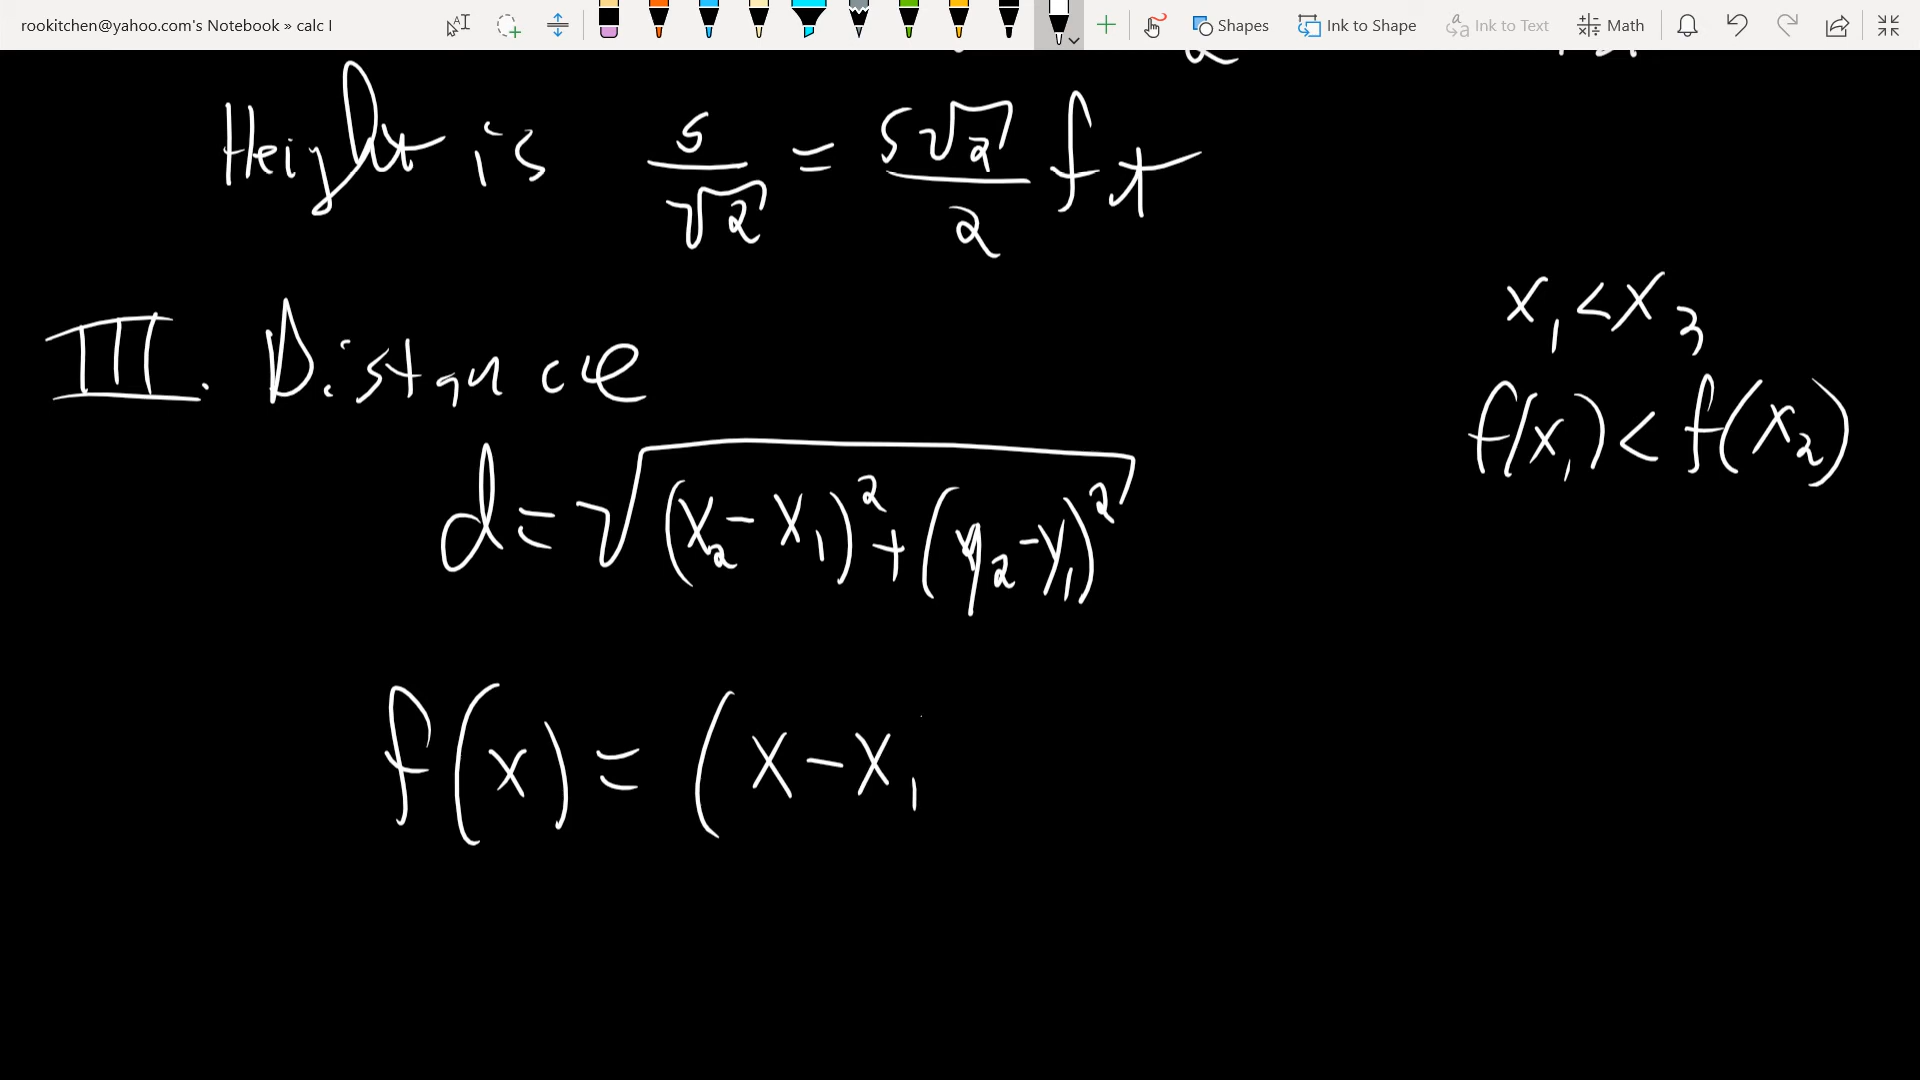 rookitchen@yahoo.com's Notebook » calc I
Shapes Ink to Shape Ink to Text Math
Height is 5/√2 = 5√2/2 ft
x₁ < x₃
III. Distance
f(x₁) < f(x₂)
d = √((x₂ - x₁)² + (y₂ - y₁)²)
f(x) = (x - x₁